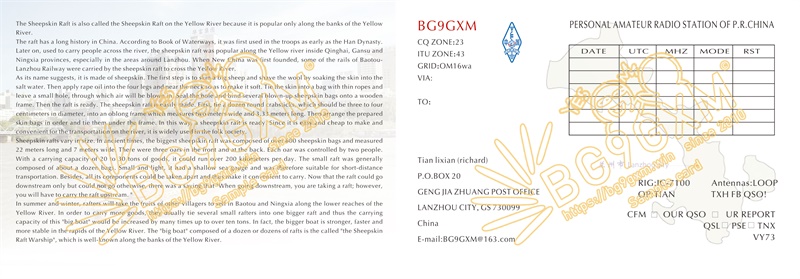 The Sheepskin Raft is also called the Sheepskin Raft on the Yellow River because it is popular only along the banks of the Yellow
River.
The raft has a long history in China. According to Book of Waterways, it was first used in the troops as early as the Han Dynasty.
Later on, used to carry people across the river, the sheepskin raft was popular along the Yellow river inside Qinghai, Gansu and
Ningxia provinces, especially in the areas around Lanzhou. When New China was first founded, some of the rails of Baotou-
Lanzhou Railway were carried by the sheepskin raft to cross the Yellow River.
As its name suggests, it is made of sheepskin. The first step is to skin the sheep and shave the wool by soaking the skin into the
salt water. Then apply rape oil into the four legs and near the neck so as to make it soft. Tie the skin into a bag with thin ropes and
leave a small hole, through which air will be blown in. Seal the hole and bind several blown-up sheepskin bags onto a wooden
frame. Then the raft is ready. The sheepskin raft is easily made. First, tie a dozen round crabsticks, which should be three to four
centimeters in diameter, into an oblong frame which measures two meters wide and 3.33 meters long. Then arrange the prepared
skin bags in order and tie them under the frame. In this way, a sheepskin raft is ready. Since it is easy and cheap to make and
convenient for the transportation on the river, it is widely used in the folk society.
Sheepskin rafts vary in size. In ancient times, the biggest sheepskin raft was composed of over 600 sheepskin bags and measured
22 meters long and 7 meters wide. There were three oars in the front and at the back. Each oar was controlled by two people.
With a carrying capacity of 20 to 30 tons of goods, it could run over 200 kilometers per day. The small raft was generally
composed of about a dozen bags. Small and light, it had a shallow sea gauge and was therefore suitable for short-distance
transportation. Besides, all its components could be taken apart and thus make it convenient to carry. Now that the raft could go
downstream only but could not go otherwise, there was a saying that "When going downstream, you are taking a raft; however,
you will have to carry the raft upstream."
In summer and winter, rafters will take the fruits of the villagers to sell in Baotou and Ningxia along the lower reaches of the
Yellow River. In order to carry more goods, they usually tie several small rafters into one bigger raft and thus the carrying
capacity of this "big boat" would be increased by many times up to over ten tons. In fact, the bigger boat is stronger, faster and
more stable in the rapids of the Yellow River. The "big boat" composed of a dozen or dozens of rafts is the called "the Sheepskin
Raft Warship", which is well-known along the banks of the Yellow River.
BG9GXM
CQ ZONE:23
ITU ZONE:43
GRID:OM16wa
VIA:
TO:
PERSONAL AMATEUR RADIO STATION OF P.R.CHINA
DATE UTC MHZ MODE RST
Tian lixian (richard)
P.O.BOX 20
GENG JIA ZHUANG POST OFFICE
LANZHOU CITY, GS 730099
China
E-mail:BG9GXM@163.com
RIG:IC-7100 Antennas:LOOP
OP:TIAN TXH FB QSO!
CFM □ OUR QSO □ UR REPORT
QSL□ PSE□ TNX
VY73
BG9GXM®